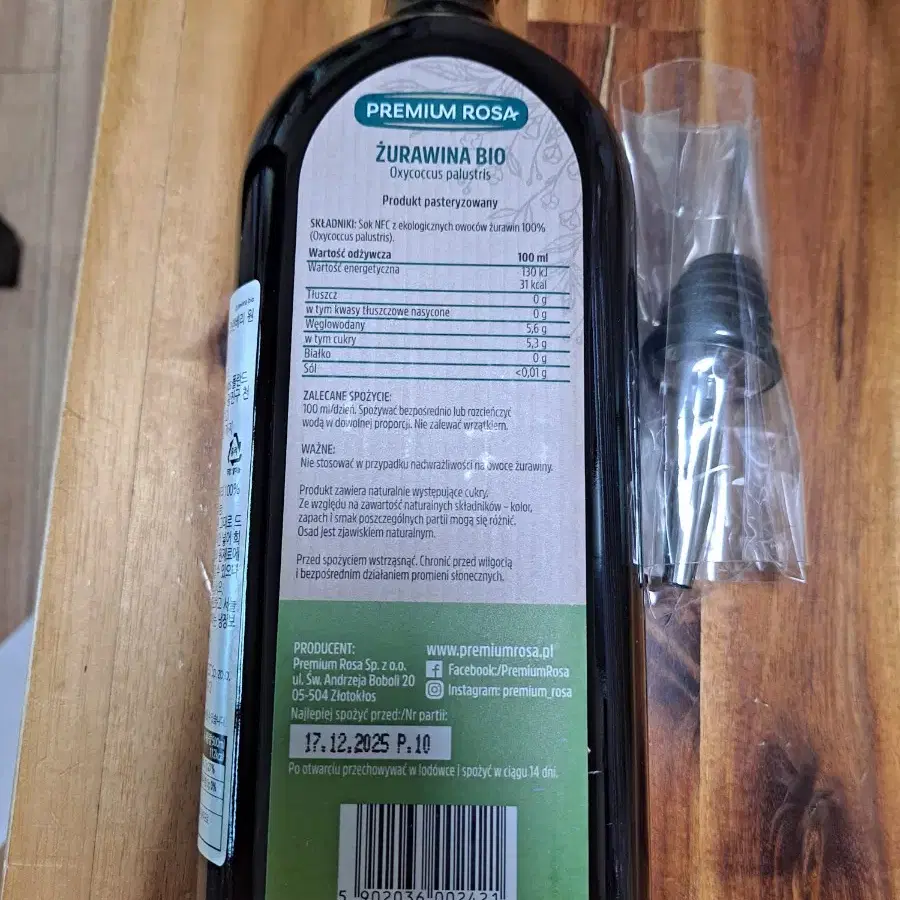 PREMIUM ROSA
ŻURAWINA BIO
Oxycoccus palustris
Produkt pasteryzowany
SKŁADNIKI: Sok NFC z ekologicznych owoców żurawin 100%
(Oxycoccus palustris).
Wartość odżywcza 100 ml
Wartość energetyczna 130 kJ
31 kcal
Tłuszcz 0 g
w tym kwasy tłuszczowe nasycone 0 g
Węglowodany 5,6 g
w tym cukry 5,3 g
Białko 0 g
Sól <0,01 g
ZALECANE SPOŻYCIE:
100 ml/dzień. Spożywać bezpośrednio lub rozcieńczyć
wodą w dowolnej proporcji. Nie zalewać wrzątkiem.
WAŻNE:
Nie stosować w przypadku nadwrażliwości na owoce żurawiny.
Produkt zawiera naturalnie występujące cukry.
Ze względu na zawartość naturalnych składników – kolor,
zapach i smak poszczególnych partii mogą się różnić.
Osad jest zjawiskiem naturalnym.
Przed spożyciem wstrząsnąć. Chronić przed wilgocią
i bezpośrednim działaniem promieni słonecznych.
PRODUCENT:
Premium Rosa Sp. z o.o.
ul. Św. Andrzeja Boboli 20
05-504 Złotokłos
www.premiumrosa.pl
Facebook:/PremiumRosa
Instagram: premium_rosa
Najlepiej spożyć przed:/Nr partii:
17.12.2025 P.10
Po otwarciu przechowywać w lodówce i spożyć w ciągu 14 dni.
5 902036 002421
100%